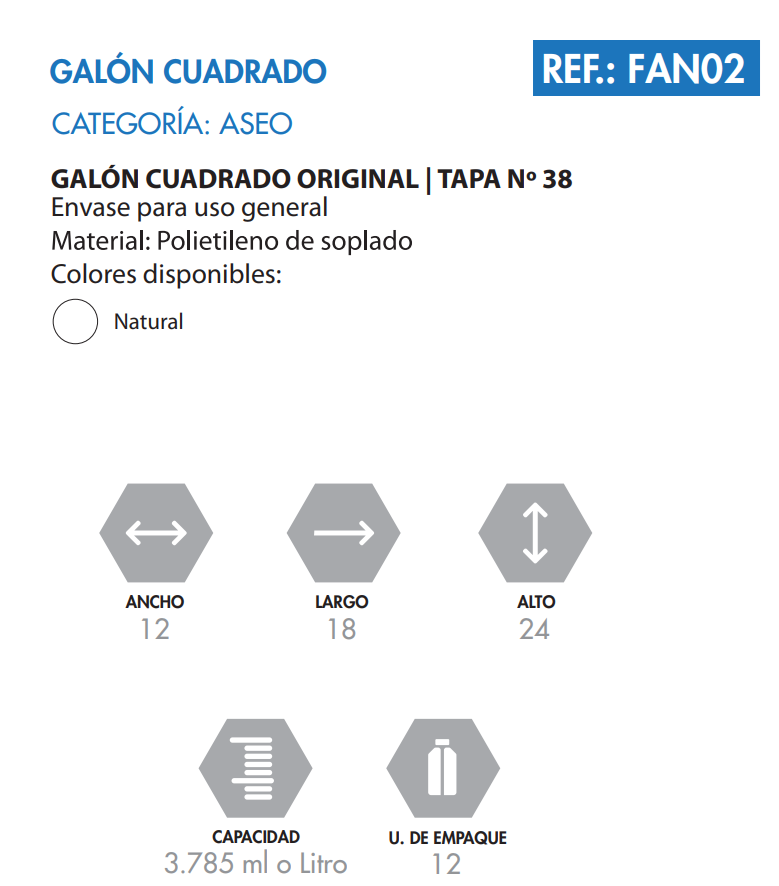 GALÓN CUADRADO
REF.: FAN02
CATEGORÍA: ASEO
GALÓN CUADRADO ORIGINAL | TAPA Nº 38
Envase para uso general
Material: Polietileno de soplado
Colores disponibles:
Natural
ANCHO
12
LARGO
18
ALTO
24
CAPACIDAD
3.785 ml o Litro
U. DE EMPAQUE
12